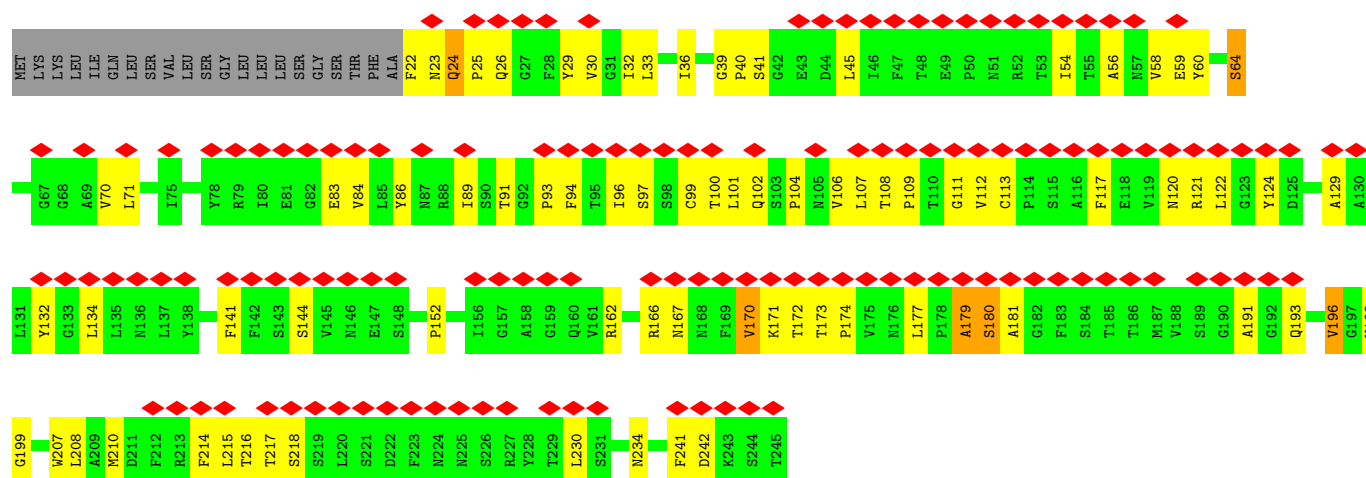 MET LYS LYS LEU ILE GLN LEU SER VAL LEU SER GLY LEU LEU LEU SER GLY SER THR PHE ALA F22 N23 Q24 P25 Q26 G27 F28 Y29 V30 G31 I32 L33 I36 G39 P40 S41 G42 E43 D44 L45 I46 F47 T48 E49 P50 N51 R52 T53 I54 T55 A56 N57 V58 E59 Y60 S64
G67 G68 A69 V70 L71 I75 Y78 R79 I80 E81 G82 E83 V84 L85 Y86 N87 R88 I89 S90 T91 G92 P93 F94 T95 I96 S97 S98 C99 T100 L101 Q102 S103 P104 N105 V106 L107 T108 P109 T110 G111 V112 C113 P114 S115 A116 F117 E118 V119 N120 R121 L122 G123 Y124 D125 A129 A130
L131 Y132 G133 L134 L135 N136 L137 Y138 F141 F142 S143 S144 V145 N146 E147 S148 P152 I156 G157 A158 G159 Q160 V161 R162 R166 N167 N168 F169 V170 K171 T172 T173 P174 V175 N176 L177 P178 A179 S180 A181 G182 F183 S184 T185 T186 M187 V188 S189 G190 A191 G192 Q193 V196 G197
G199 W207 L208 A209 M210 D211 F212 R213 F214 L215 T216 T217 S218 S219 L220 S221 D222 F223 N224 N225 S226 R227 Y228 T229 L230 S231 N234 F241 D242 K243 S244 T245